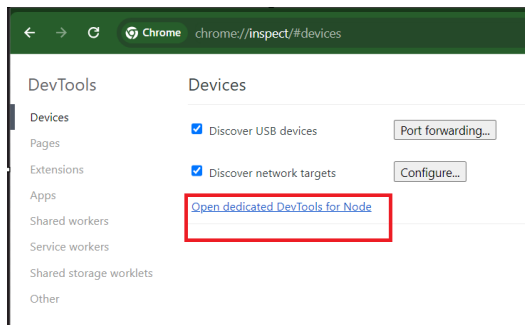 Chrome chrome://inspect/#devices
DevTools
Devices
Pages
Extensions
Apps
Shared workers
Service workers
Shared storage worklets
Other
Devices
Discover USB devices Port forwarding...
Discover network targets Configure...
Open dedicated DevTools for Node